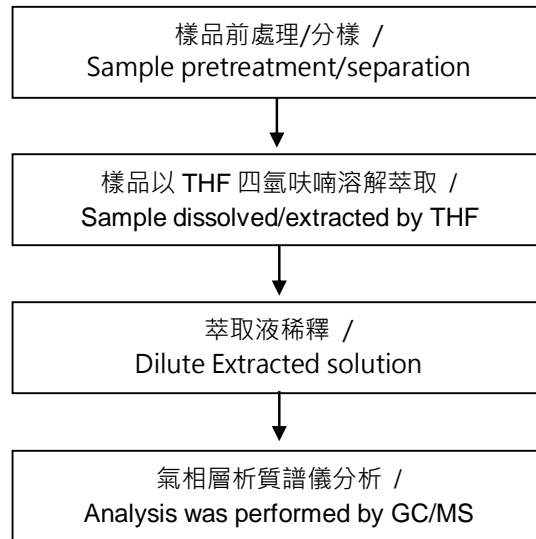 樣品前處理/分樣 /
Sample pretreatment/separation
樣品以 THF 四氫呋喃溶解萃取 /
Sample dissolved/extracted by THF
萃取液稀釋 /
Dilute Extracted solution
氣相層析質譜儀分析 /
Analysis was performed by GC/MS